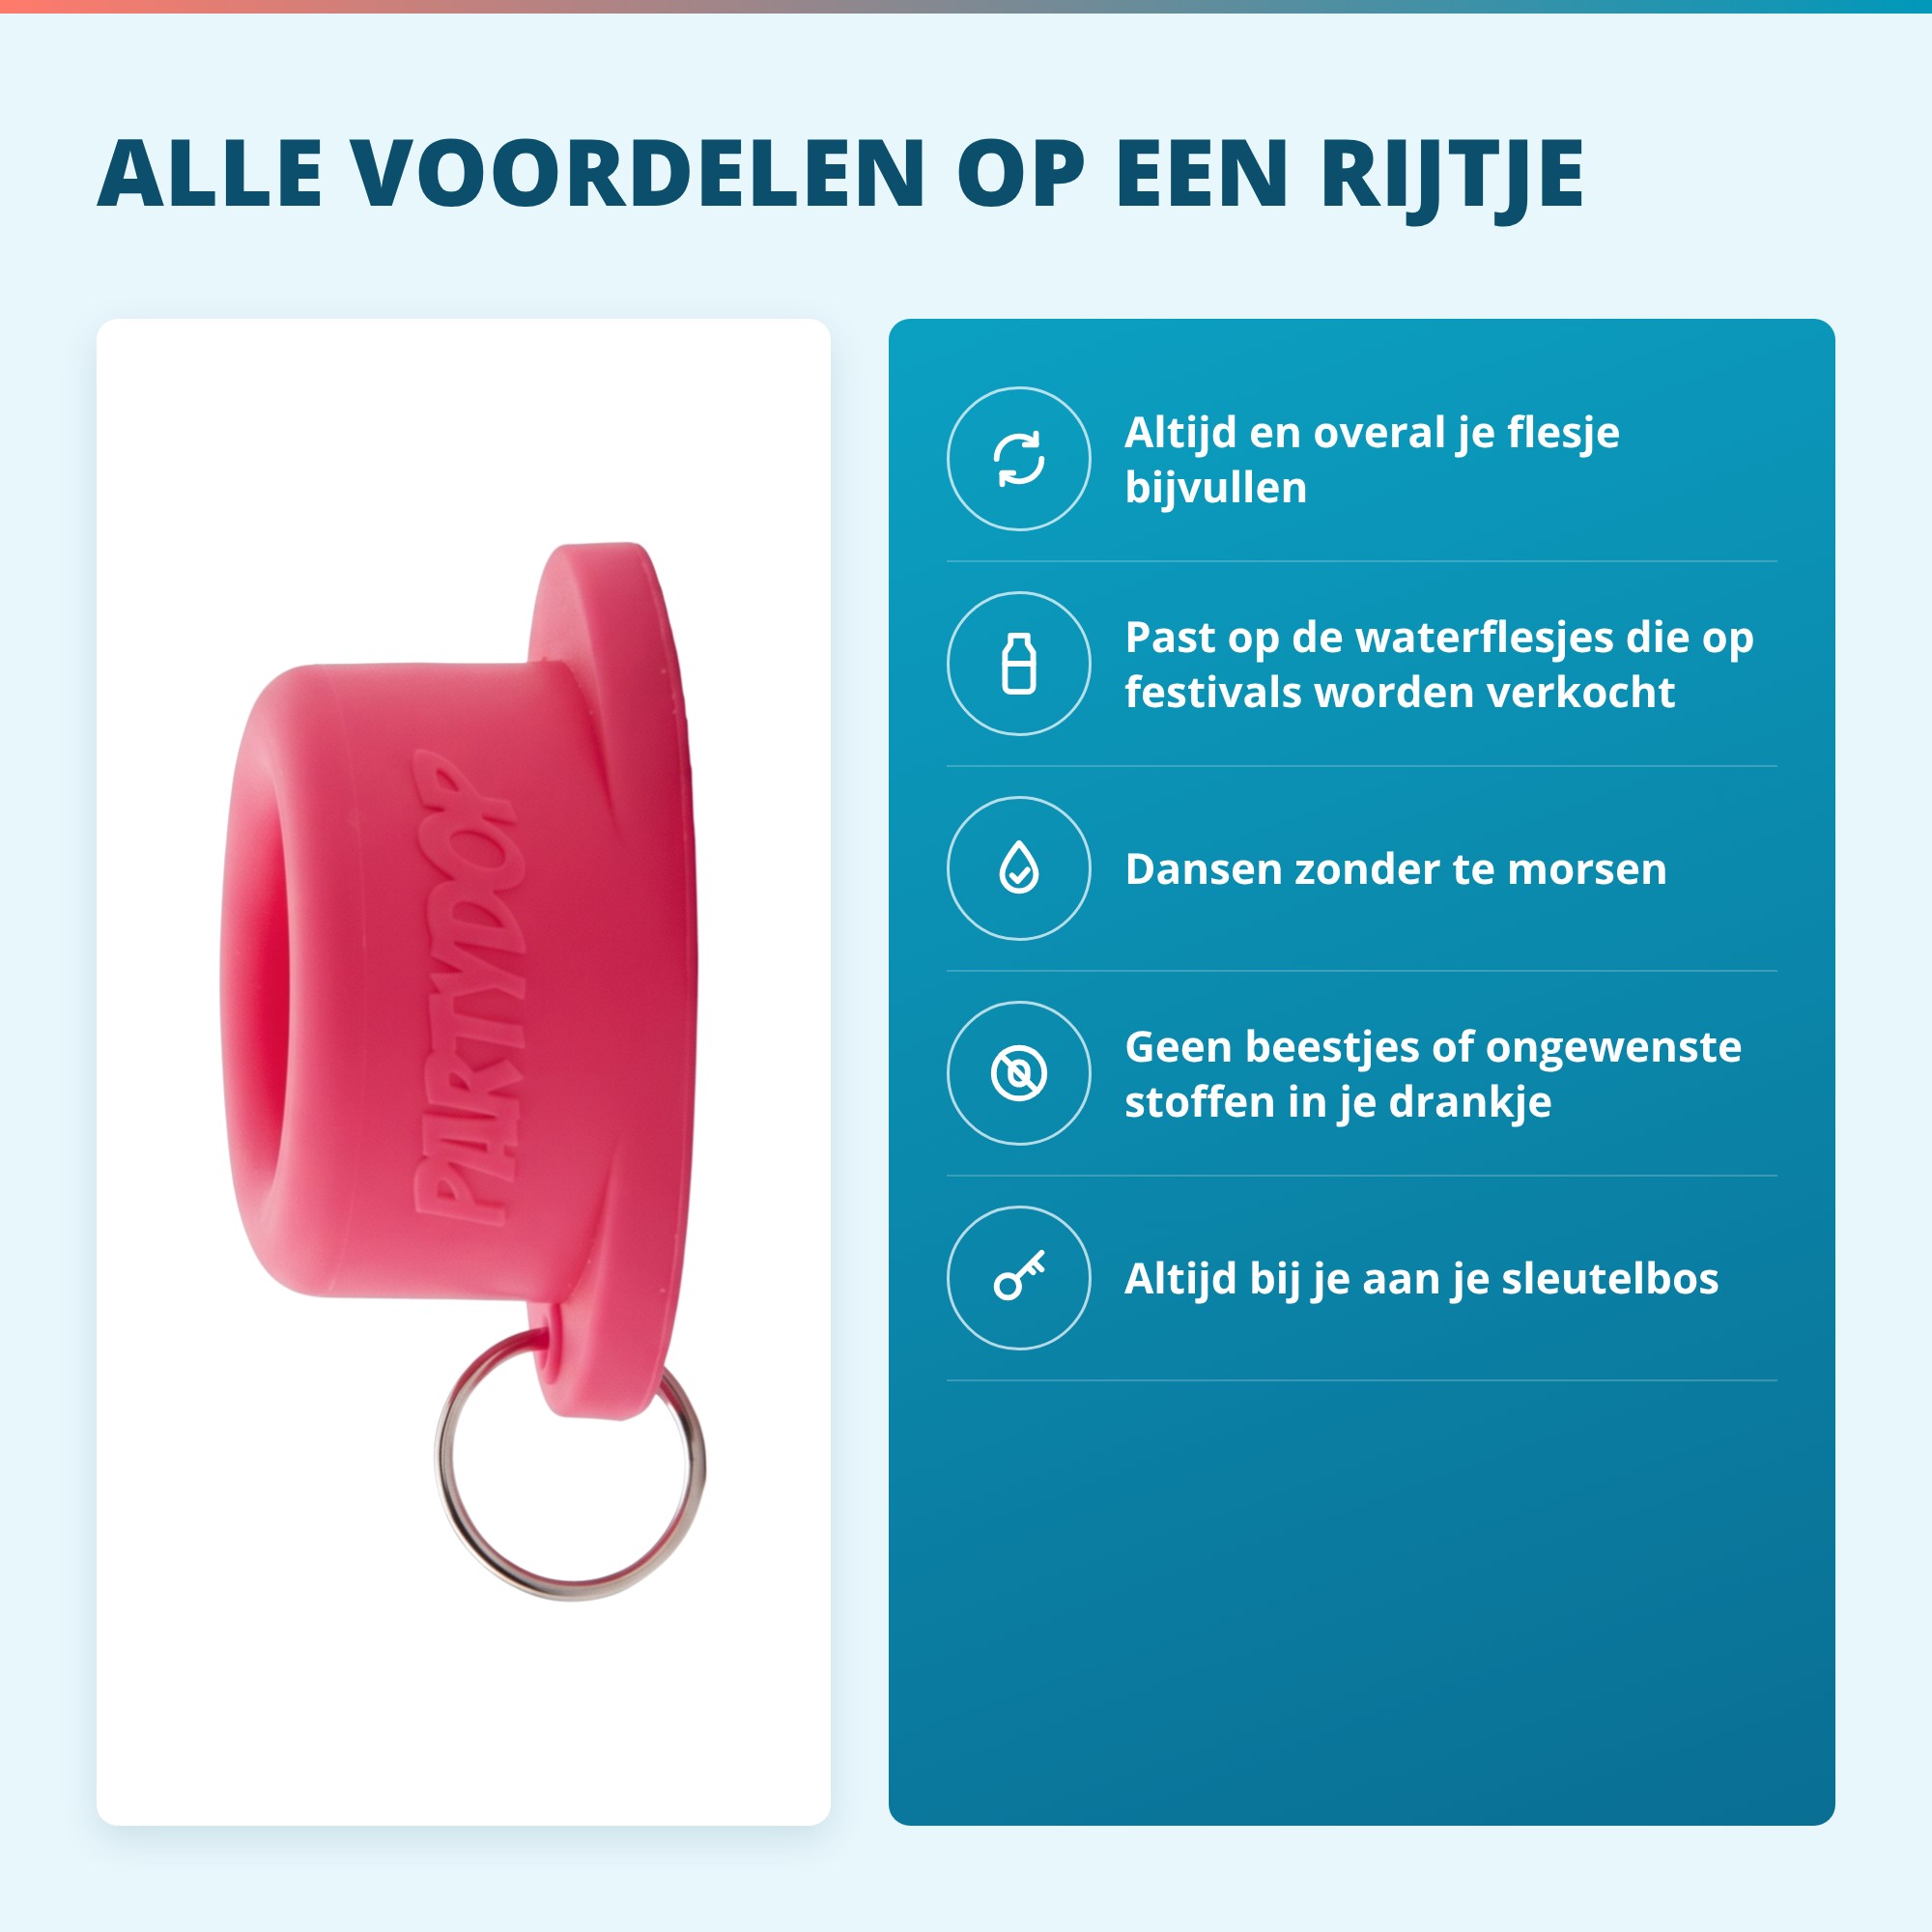 ALLE VOORDELEN OP EEN RIJTJE
PARTYDOP
Altijd en overal je flesje
bijvullen
Past op de waterflesjes die op
festivals worden verkocht
Dansen zonder te morsen
Geen beestjes of ongewenste
stoffen in je drankje
Altijd bij je aan je sleutelbos